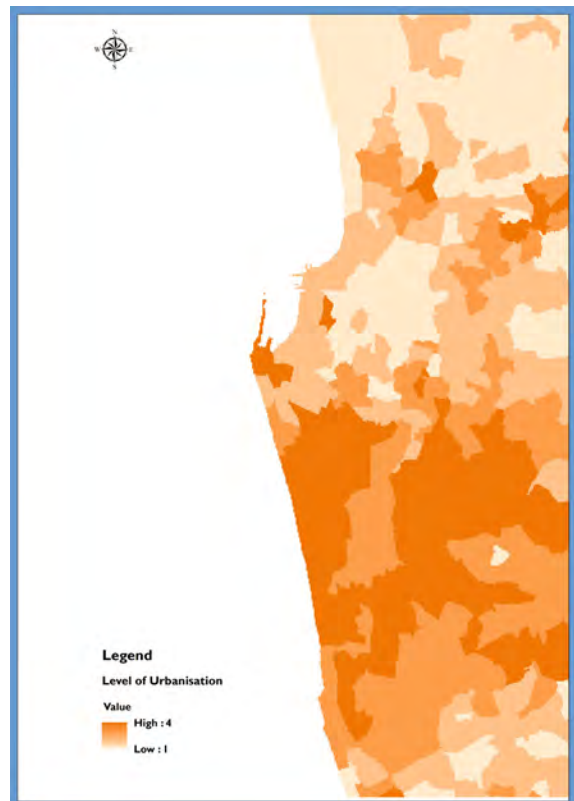 N
W E
S
Legend
Level of Urbanisation
Value
High : 4
Low : 1